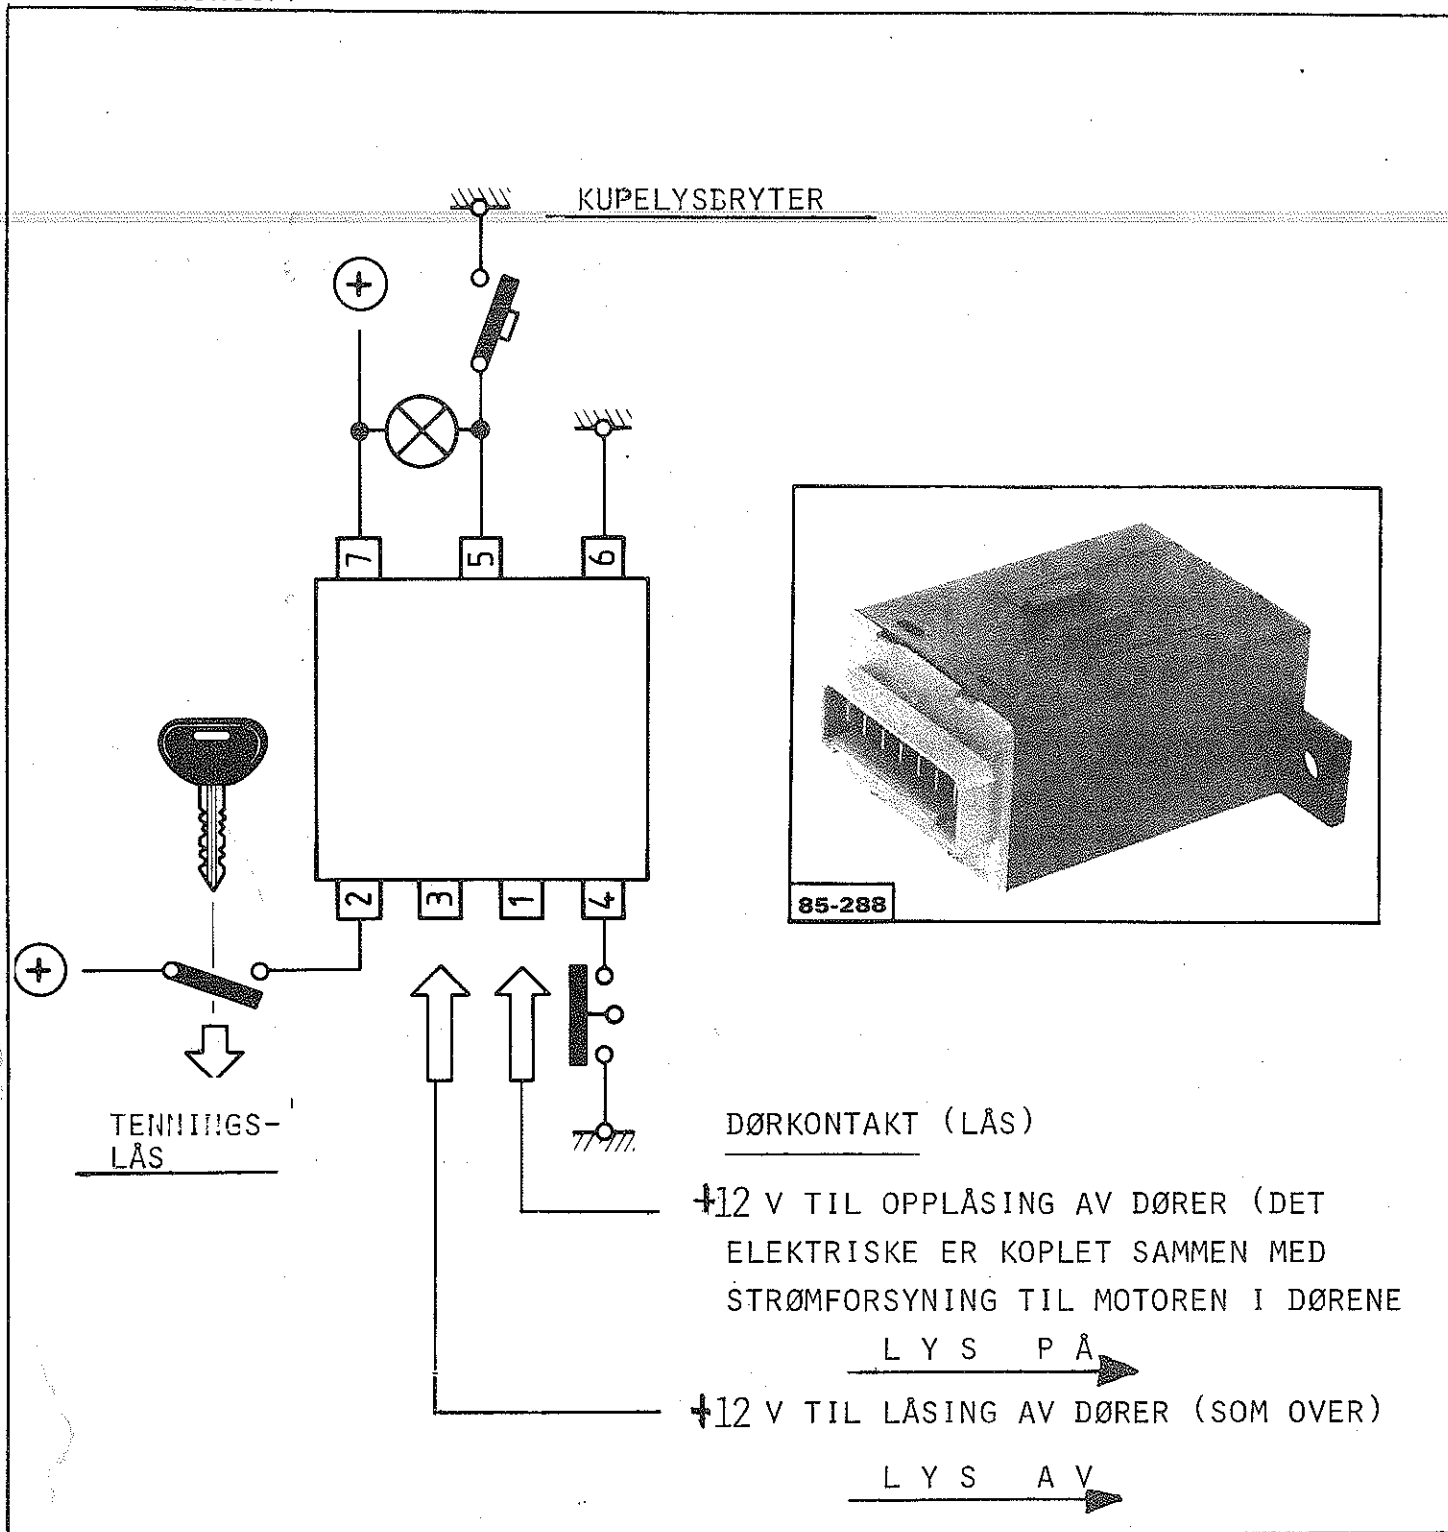 KUPELYSBRYTER
+
7
5
6
2
3
1
4
+
85-288
TENNINGS-
LÅS
DØRKONTAKT (LÅS)
+12 V TIL OPPLÅSING AV DØRER (DET
ELEKTRISKE ER KOPLET SAMMEN MED
STRØMFORSYNING TIL MOTOREN I DØRENE
LYS PÅ
+12 V TIL LÅSING AV DØRER (SOM OVER)
LYS AV